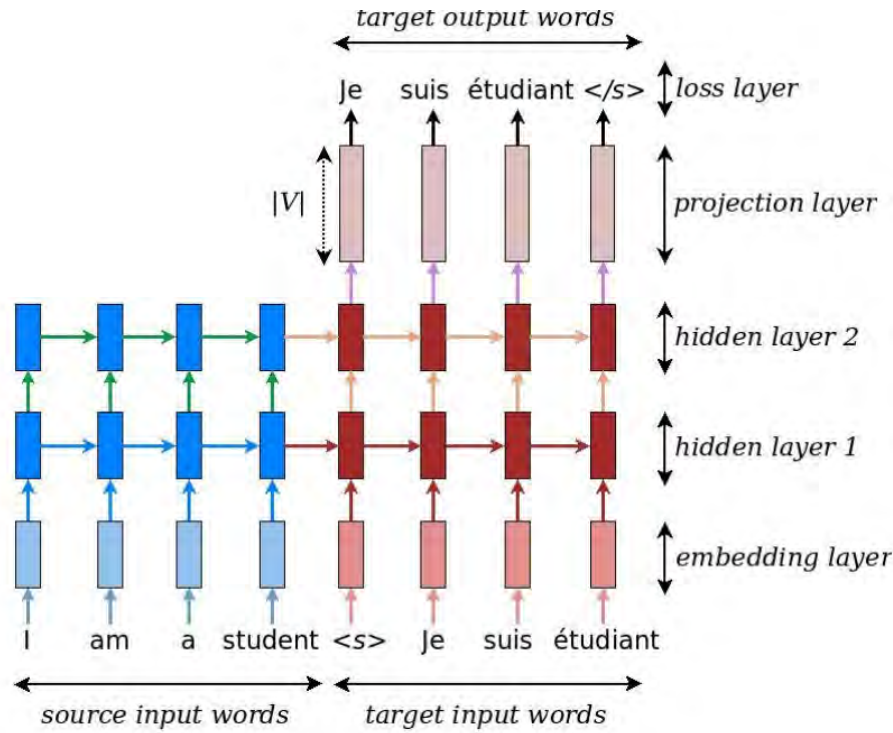 target output words
Je suis étudiant </s> loss layer
|V| projection layer
hidden layer 2
hidden layer 1
embedding layer
I am a student <s> Je suis étudiant
source input words target input words